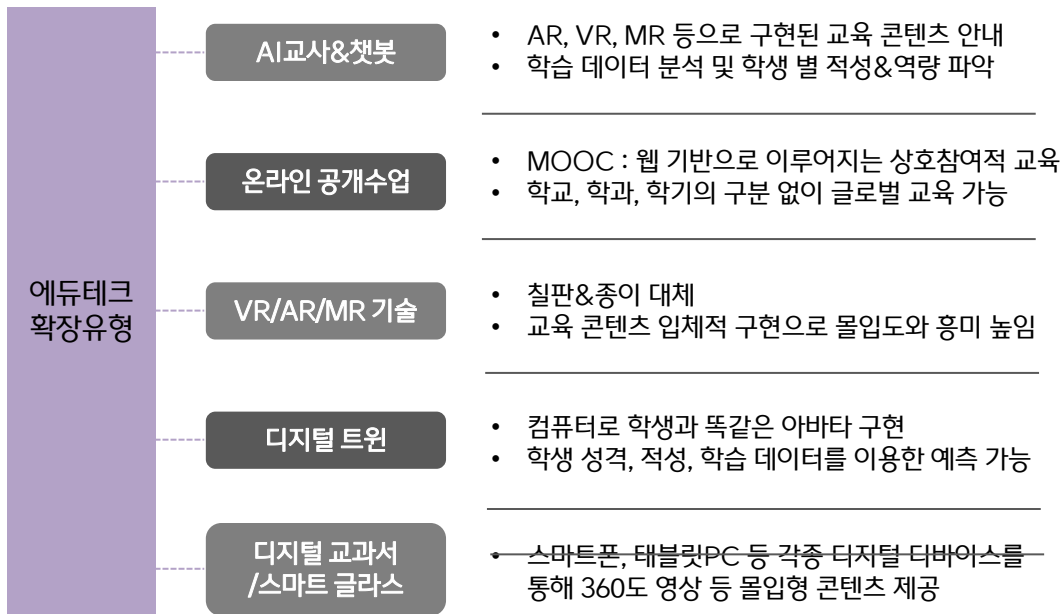 에듀테크
확장유형
AI교사&챗봇
• AR, VR, MR 등으로 구현된 교육 콘텐츠 안내
• 학습 데이터 분석 및 학생 별 적성&역량 파악
온라인 공개수업
• MOOC : 웹 기반으로 이루어지는 상호참여적 교육
• 학교, 학과, 학기의 구분 없이 글로벌 교육 가능
VR/AR/MR 기술
• 칠판&종이 대체
• 교육 콘텐츠 입체적 구현으로 몰입도와 흥미 높임
디지털 트윈
• 컴퓨터로 학생과 똑같은 아바타 구현
• 학생 성격, 적성, 학습 데이터를 이용한 예측 가능
디지털 교과서
/스마트 글라스
• 스마트폰, 태블릿PC 등 각종 디지털 디바이스를
통해 360도 영상 등 몰입형 콘텐츠 제공